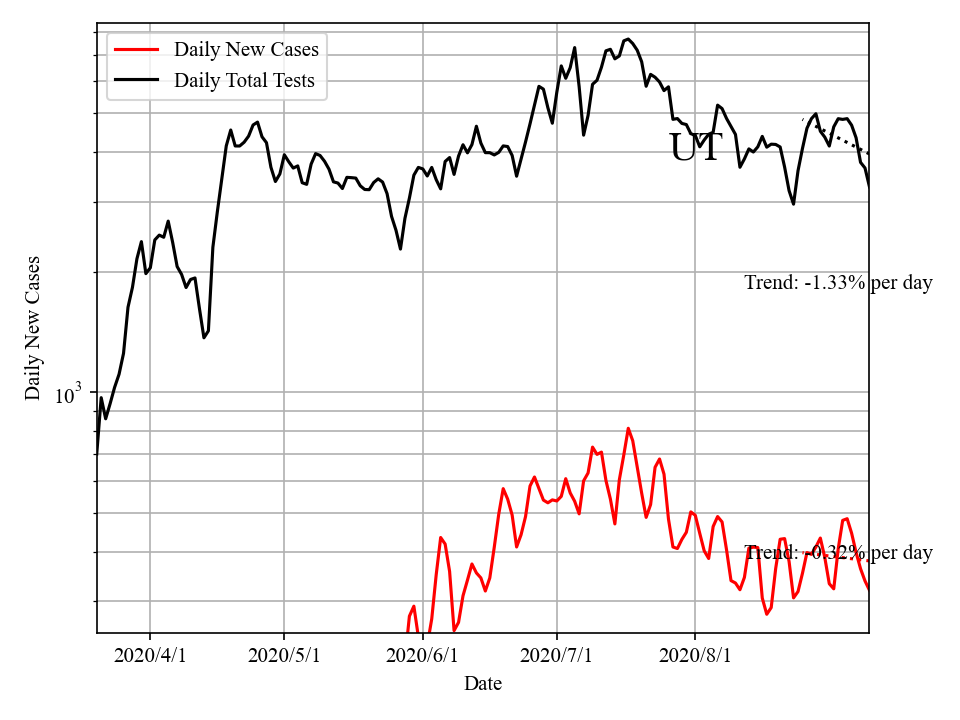 Daily New Cases
Daily Total Tests
UT
Trend: -1.33% per day
Trend: -0.32% per day
Daily New Cases
10³
2020/4/1
2020/5/1
2020/6/1
2020/7/1
2020/8/1
Date